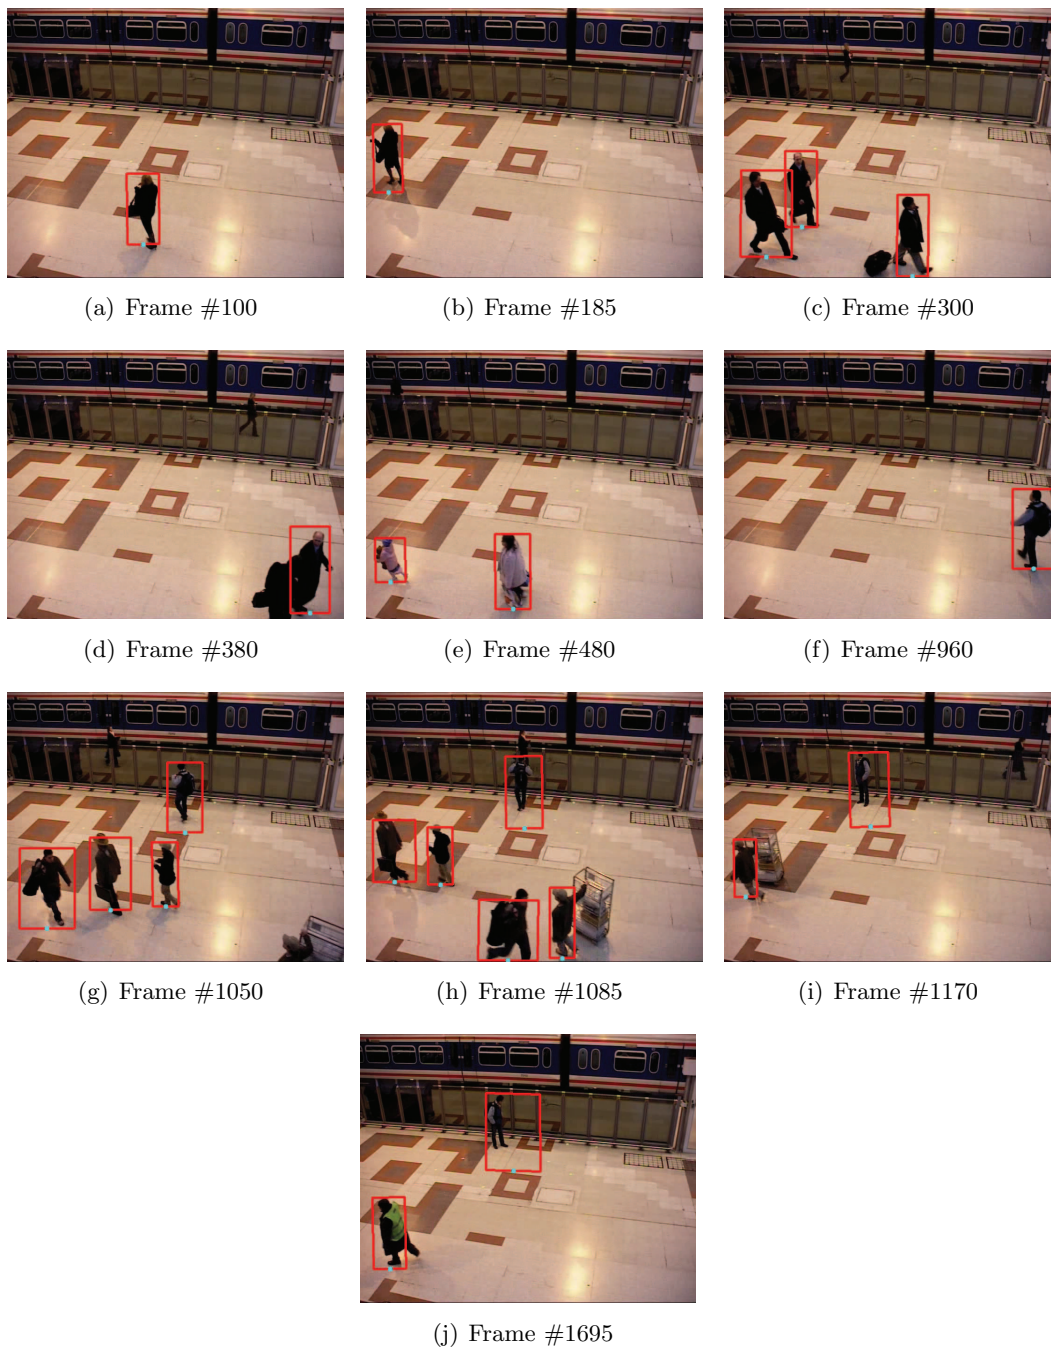 (a) Frame #100
(b) Frame #185
(c) Frame #300
(d) Frame #380
(e) Frame #480
(f) Frame #960
(g) Frame #1050
(h) Frame #1085
(i) Frame #1170
(j) Frame #1695